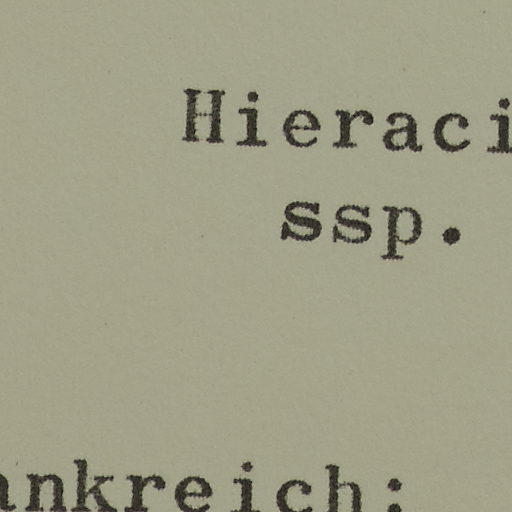 Hieraci
ssp.
ankreich: